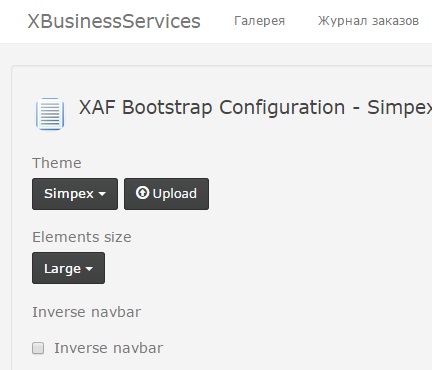 XBusinessServices Галерея Журнал заказов
XAF Bootstrap Configuration - Simpex
Theme
Simpex Upload
Elements size
Large
Inverse navbar
Inverse navbar